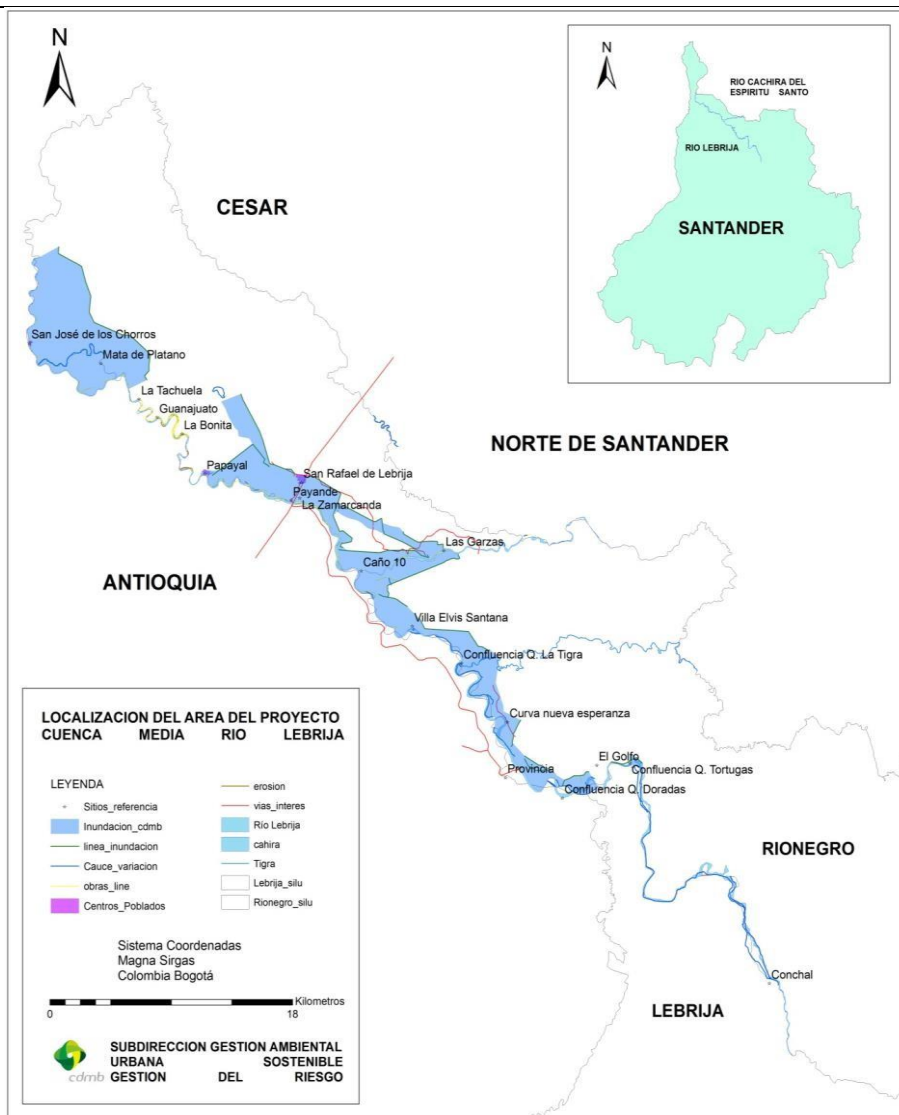 N
CESAR
San José de los Chorros
Mata de Platano
La Tachuela
Guanajuato
La Bonita
Papayal
San Rafael de Lebrija
Payande
La Zamarcanda
NORTE DE SANTANDER
Las Garzas
ANTIOQUIA
Caño 10
Villa Elvis Santana
Confluencia Q. La Tigra
Curva nueva esperanza
El Golfo
Provincia
Confluencia Q. Tortugas
Confluencia Q. Doradas
RIONEGRO
Conchal
LEBRIJA
N
RIO CACHIRA DEL
ESPIRITU SANTO
RIO LEBRIJA
SANTANDER
LOCALIZACION DEL AREA DEL PROYECTO
CUENCA MEDIA RIO LEBRIJA
LEYENDA
Sitios_referencia
Inundacion_cdmb
linea_inundacion
Cauce_variacion
obras_line
Centros_Poblados
erosion
vias_interes
Río Lebrija
cahira
Tigra
Lebrija_silu
Rionegro_silu
Sistema Coordenadas
Magna Sirgas
Colombia Bogotá
Kilometros
0 18
cdmb
SUBDIRECCION GESTION AMBIENTAL
URBANA SOSTENIBLE
GESTION DEL RIESGO